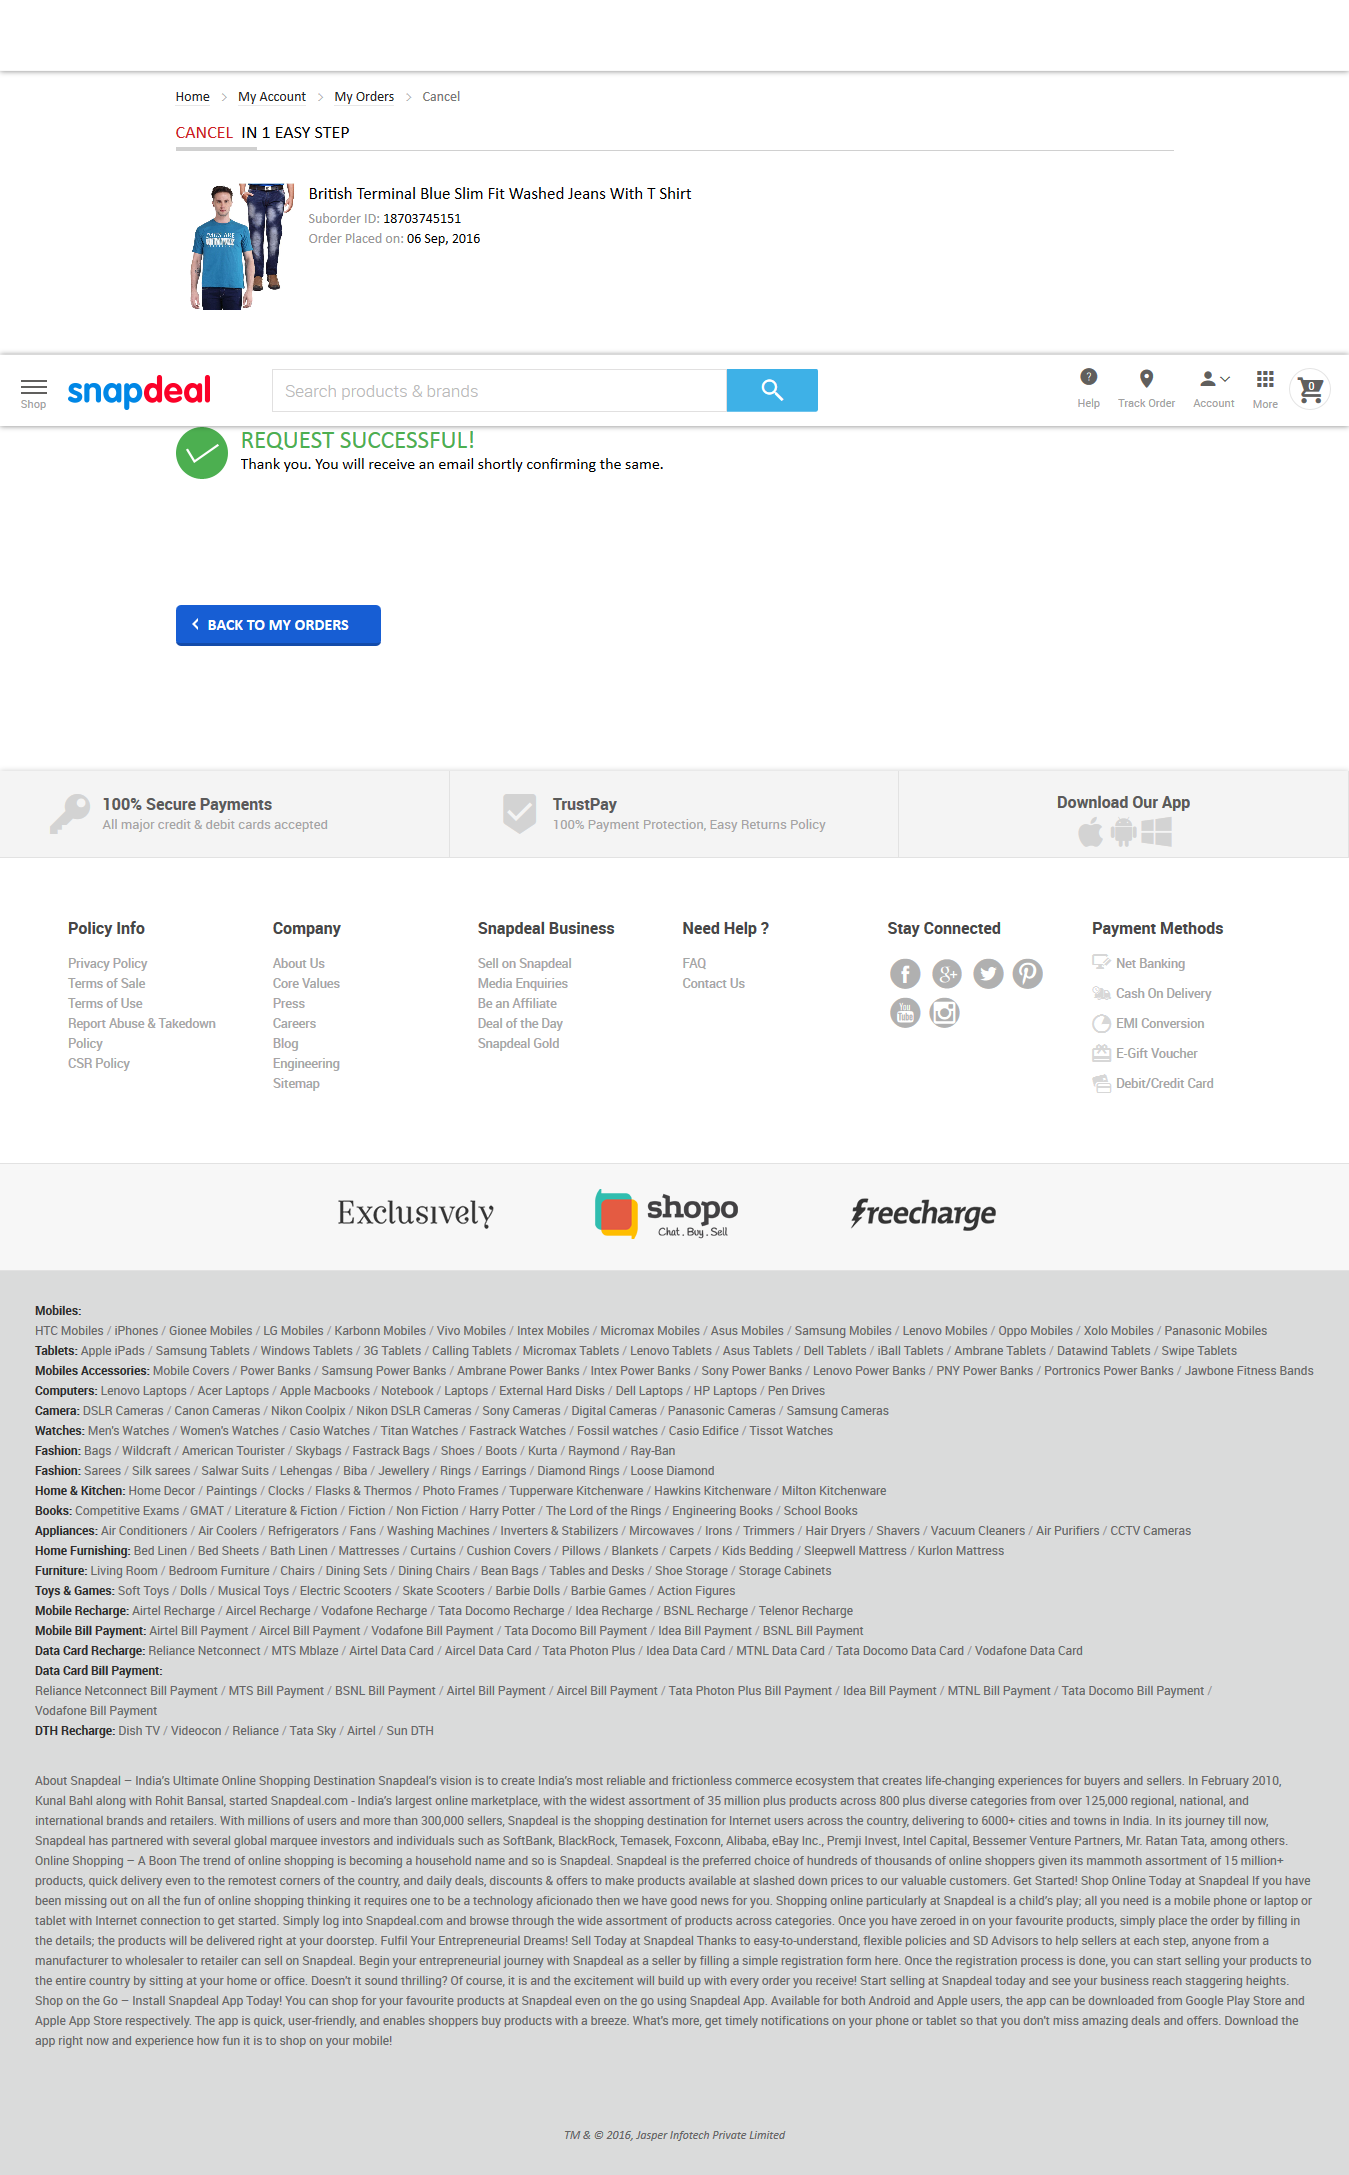 Home > My Account > My Orders > Cancel
CANCEL IN 1 EASY STEP
British Terminal Blue Slim Fit Washed Jeans With T Shirt
Suborder ID: 18703745151
Order Placed on: 06 Sep, 2016
Shop
snapdeal
Search products & brands
? Help
Track Order
Account
More
0
REQUEST SUCCESSFUL!
Thank you. You will receive an email shortly confirming the same.
BACK TO MY ORDERS
100% Secure Payments
All major credit & debit cards accepted
TrustPay
100% Payment Protection, Easy Returns Policy
Download Our App
Policy Info
Privacy Policy
Terms of Sale
Terms of Use
Report Abuse & Takedown
Policy
CSR Policy
Company
About Us
Core Values
Press
Careers
Blog
Engineering
Sitemap
Snapdeal Business
Sell on Snapdeal
Media Enquiries
Be an Affiliate
Deal of the Day
Snapdeal Gold
Need Help ?
FAQ
Contact Us
Stay Connected
f g+ P
You Tube
Payment Methods
Net Banking
Cash On Delivery
EMI Conversion
E-Gift Voucher
Debit/Credit Card
Exclusively
shopo
Chat . Buy . Sell
freecharge
Mobiles:
HTC Mobiles / iPhones / Gionee Mobiles / LG Mobiles / Karbonn Mobiles / Vivo Mobiles / Intex Mobiles / Micromax Mobiles / Asus Mobiles / Samsung Mobiles / Lenovo Mobiles / Oppo Mobiles / Xolo Mobiles / Panasonic Mobiles
Tablets: Apple iPads / Samsung Tablets / Windows Tablets / 3G Tablets / Calling Tablets / Micromax Tablets / Lenovo Tablets / Asus Tablets / Dell Tablets / iBall Tablets / Ambrane Tablets / Datawind Tablets / Swipe Tablets
Mobiles Accessories: Mobile Covers / Power Banks / Samsung Power Banks / Ambrane Power Banks / Intex Power Banks / Sony Power Banks / Lenovo Power Banks / PNY Power Banks / Portronics Power Banks / Jawbone Fitness Bands
Computers: Lenovo Laptops / Acer Laptops / Apple Macbooks / Notebook / Laptops / External Hard Disks / Dell Laptops / HP Laptops / Pen Drives
Camera: DSLR Cameras / Canon Cameras / Nikon Coolpix / Nikon DSLR Cameras / Sony Cameras / Digital Cameras / Panasonic Cameras / Samsung Cameras
Watches: Men's Watches / Women's Watches / Casio Watches / Titan Watches / Fastrack Watches / Fossil watches / Casio Edifice / Tissot Watches
Fashion: Bags / Wildcraft / American Tourister / Skybags / Fastrack Bags / Shoes / Boots / Kurta / Raymond / Ray-Ban
Fashion: Sarees / Silk sarees / Salwar Suits / Lehengas / Biba / Jewellery / Rings / Earrings / Diamond Rings / Loose Diamond
Home & Kitchen: Home Decor / Paintings / Clocks / Flasks & Thermos / Photo Frames / Tupperware Kitchenware / Hawkins Kitchenware / Milton Kitchenware
Books: Competitive Exams / GMAT / Literature & Fiction / Fiction / Non Fiction / Harry Potter / The Lord of the Rings / Engineering Books / School Books
Appliances: Air Conditioners / Air Coolers / Refrigerators / Fans / Washing Machines / Inverters & Stabilizers / Mircowaves / Irons / Trimmers / Hair Dryers / Shavers / Vacuum Cleaners / Air Purifiers / CCTV Cameras
Home Furnishing: Bed Linen / Bed Sheets / Bath Linen / Mattresses / Curtains / Cushion Covers / Pillows / Blankets / Carpets / Kids Bedding / Sleepwell Mattress / Kurlon Mattress
Furniture: Living Room / Bedroom Furniture / Chairs / Dining Sets / Dining Chairs / Bean Bags / Tables and Desks / Shoe Storage / Storage Cabinets
Toys & Games: Soft Toys / Dolls / Musical Toys / Electric Scooters / Skate Scooters / Barbie Dolls / Barbie Games / Action Figures
Mobile Recharge: Airtel Recharge / Aircel Recharge / Vodafone Recharge / Tata Docomo Recharge / Idea Recharge / BSNL Recharge / Telenor Recharge
Mobile Bill Payment: Airtel Bill Payment / Aircel Bill Payment / Vodafone Bill Payment / Tata Docomo Bill Payment / Idea Bill Payment / BSNL Bill Payment
Data Card Recharge: Reliance Netconnect / MTS Mblaze / Airtel Data Card / Aircel Data Card / Tata Photon Plus / Idea Data Card / MTNL Data Card / Tata Docomo Data Card / Vodafone Data Card
Data Card Bill Payment:
Reliance Netconnect Bill Payment / MTS Bill Payment / BSNL Bill Payment / Airtel Bill Payment / Aircel Bill Payment / Tata Photon Plus Bill Payment / Idea Bill Payment / MTNL Bill Payment / Tata Docomo Bill Payment /
Vodafone Bill Payment
DTH Recharge: Dish TV / Videocon / Reliance / Tata Sky / Airtel / Sun DTH
About Snapdeal – India's Ultimate Online Shopping Destination Snapdeal's vision is to create India's most reliable and frictionless commerce ecosystem that creates life-changing experiences for buyers and sellers. In February 2010,
Kunal Bahl along with Rohit Bansal, started Snapdeal.com - India's largest online marketplace, with the widest assortment of 35 million plus products across 800 plus diverse categories from over 125,000 regional, national, and
international brands and retailers. With millions of users and more than 300,000 sellers, Snapdeal is the shopping destination for Internet users across the country, delivering to 6000+ cities and towns in India. In its journey till now,
Snapdeal has partnered with several global marquee investors and individuals such as SoftBank, BlackRock, Temasek, Foxconn, Alibaba, eBay Inc., Premji Invest, Intel Capital, Bessemer Venture Partners, Mr. Ratan Tata, among others.
Online Shopping – A Boon The trend of online shopping is becoming a household name and so is Snapdeal. Snapdeal is the preferred choice of hundreds of thousands of online shoppers given its mammoth assortment of 15 million+
products, quick delivery even to the remotest corners of the country, and daily deals, discounts & offers to make products available at slashed down prices to our valuable customers. Get Started! Shop Online Today at Snapdeal If you have
been missing out on all the fun of online shopping thinking it requires one to be a technology aficionado then we have good news for you. Shopping online particularly at Snapdeal is a child's play; all you need is a mobile phone or laptop or
tablet with Internet connection to get started. Simply log into Snapdeal.com and browse through the wide assortment of products across categories. Once you have zeroed in on your favourite products, simply place the order by filling in
the details; the products will be delivered right at your doorstep. Fulfil Your Entrepreneurial Dreams! Sell Today at Snapdeal Thanks to easy-to-understand, flexible policies and SD Advisors to help sellers at each step, anyone from a
manufacturer to wholesaler to retailer can sell on Snapdeal. Begin your entrepreneurial journey with Snapdeal as a seller by filling a simple registration form here. Once the registration process is done, you can start selling your products to
the entire country by sitting at your home or office. Doesn't it sound thrilling? Of course, it is and the excitement will build up with every order you receive! Start selling at Snapdeal today and see your business reach staggering heights.
Shop on the Go – Install Snapdeal App Today! You can shop for your favourite products at Snapdeal even on the go using Snapdeal App. Available for both Android and Apple users, the app can be downloaded from Google Play Store and
Apple App Store respectively. The app is quick, user-friendly, and enables shoppers buy products with a breeze. What's more, get timely notifications on your phone or tablet so that you don't miss amazing deals and offers. Download the
app right now and experience how fun it is to shop on your mobile!
TM & © 2016, Jasper Infotech Private Limited